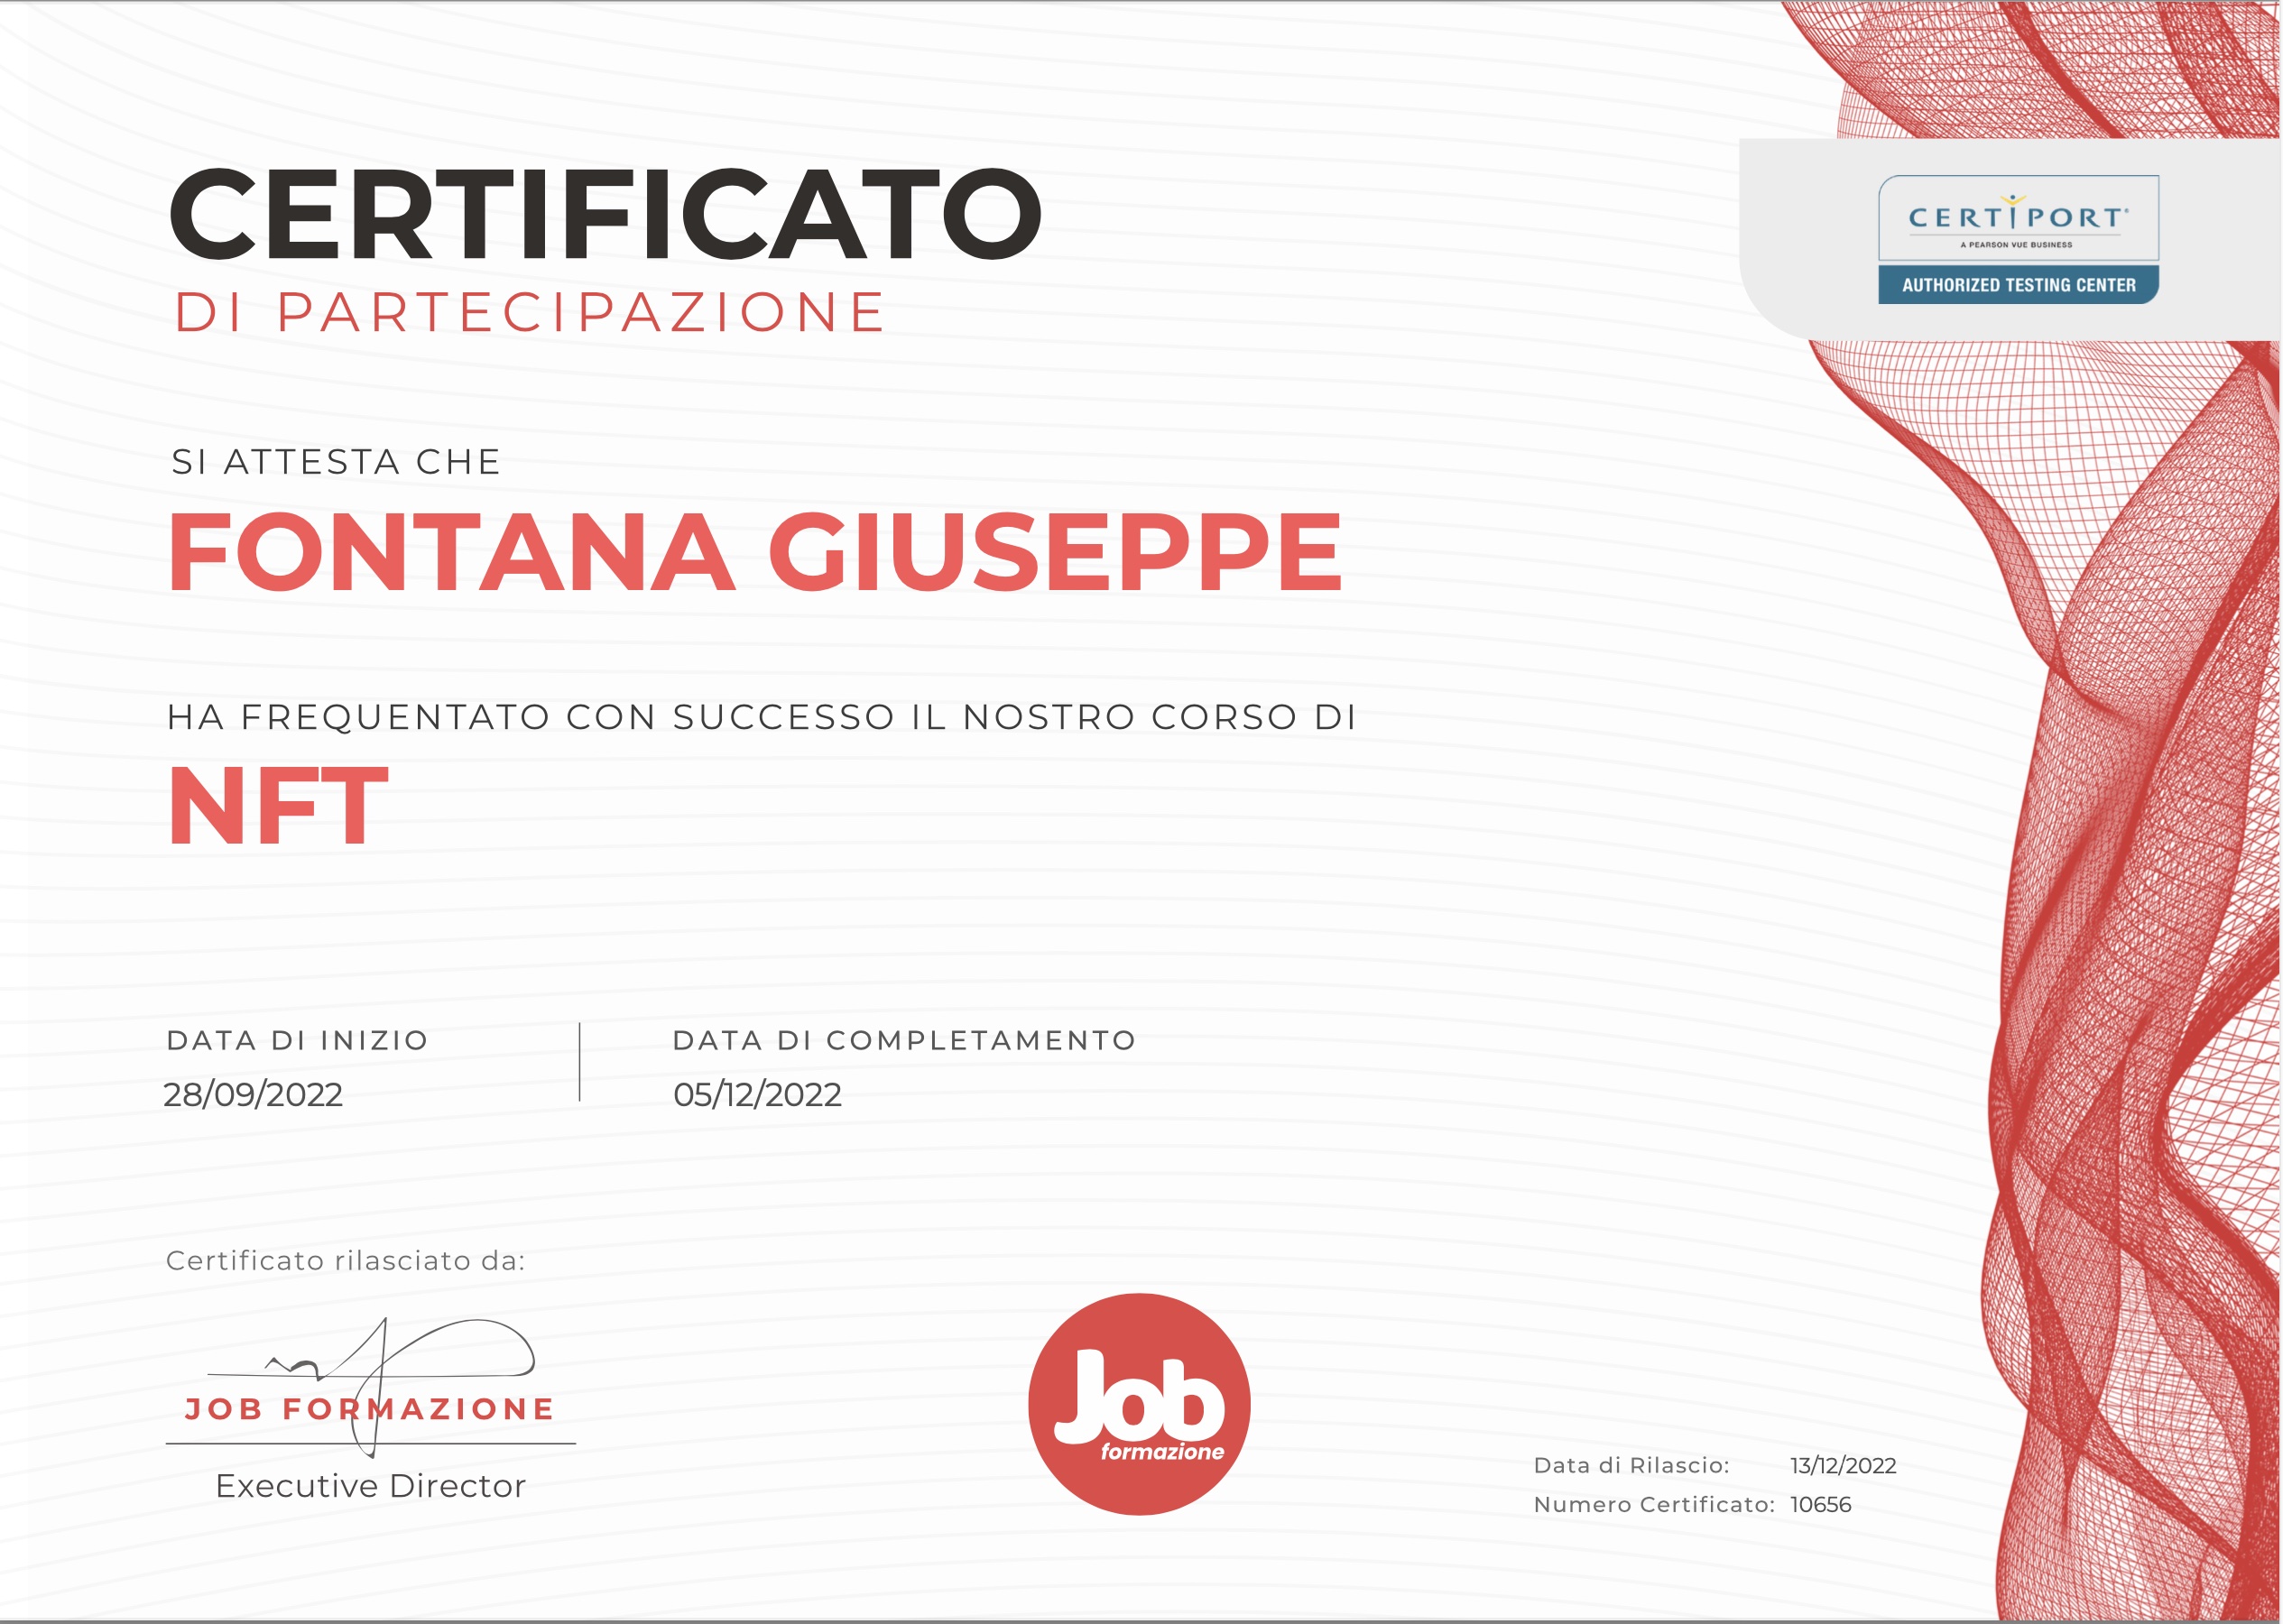 CERTIFICATO
DI PARTECIPAZIONE
CERTIPORT®
A PEARSON VUE BUSINESS
AUTHORIZED TESTING CENTER
SI ATTESTA CHE
FONTANA GIUSEPPE
HA FREQUENTATO CON SUCCESSO IL NOSTRO CORSO DI
NFT
DATA DI INIZIO
28/09/2022
DATA DI COMPLETAMENTO
05/12/2022
Certificato rilasciato da:
JOB FORMAZIONE
Executive Director
Job
formazione
Data di Rilascio: 13/12/2022
Numero Certificato: 10656